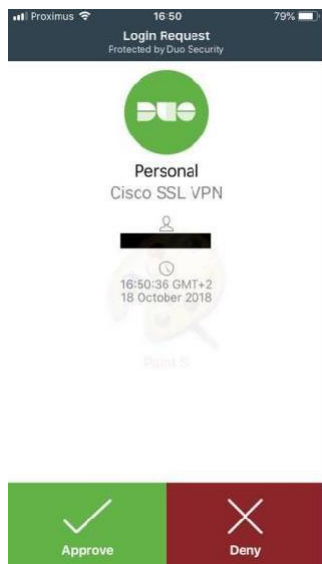 Proximus 16:50 79%
Login Request
Protected by Duo Security
DUO
Personal
Cisco SSL VPN
16:50:36 GMT+2
18 October 2018
Paint S
Approve
Deny